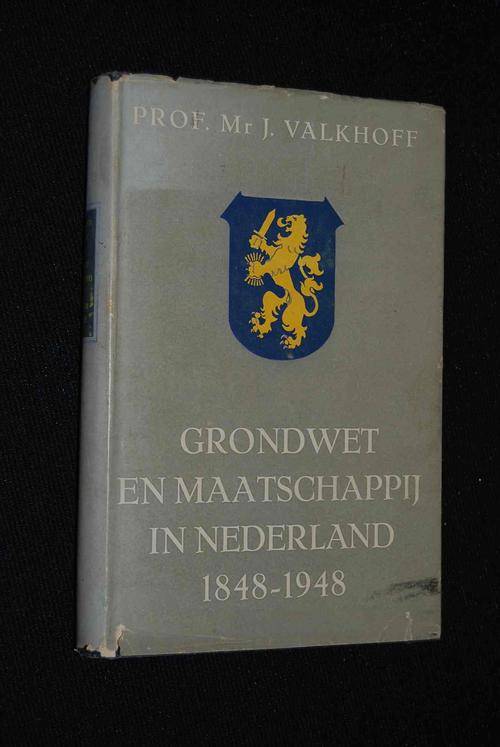 PROF. Mr J. VALKHOFF
GRONDWET
EN MAATSCHAPPIJ
IN NEDERLAND
1848-1948